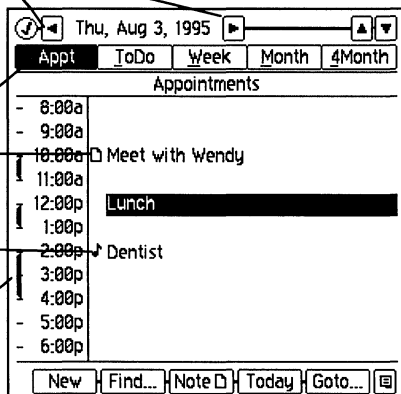 Thu, Aug 3, 1995
Appt ToDo Week Month 4Month
Appointments
8:00a
9:00a
10:00a Meet with Wendy
11:00a
12:00p Lunch
1:00p
2:00p Dentist
3:00p
4:00p
5:00p
6:00p
New Find... Note Today Goto...